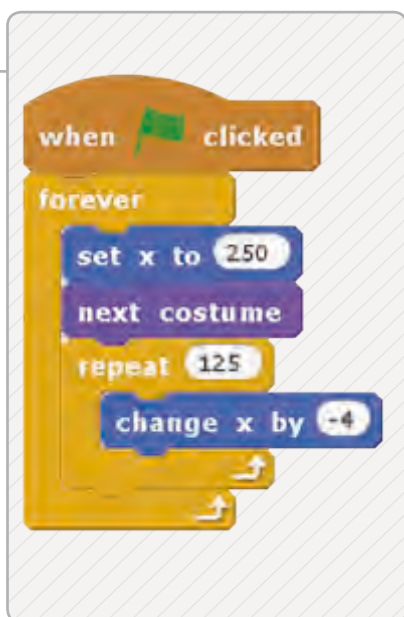 when clicked
forever
set x to 250
next costume
repeat 125
change x by -4